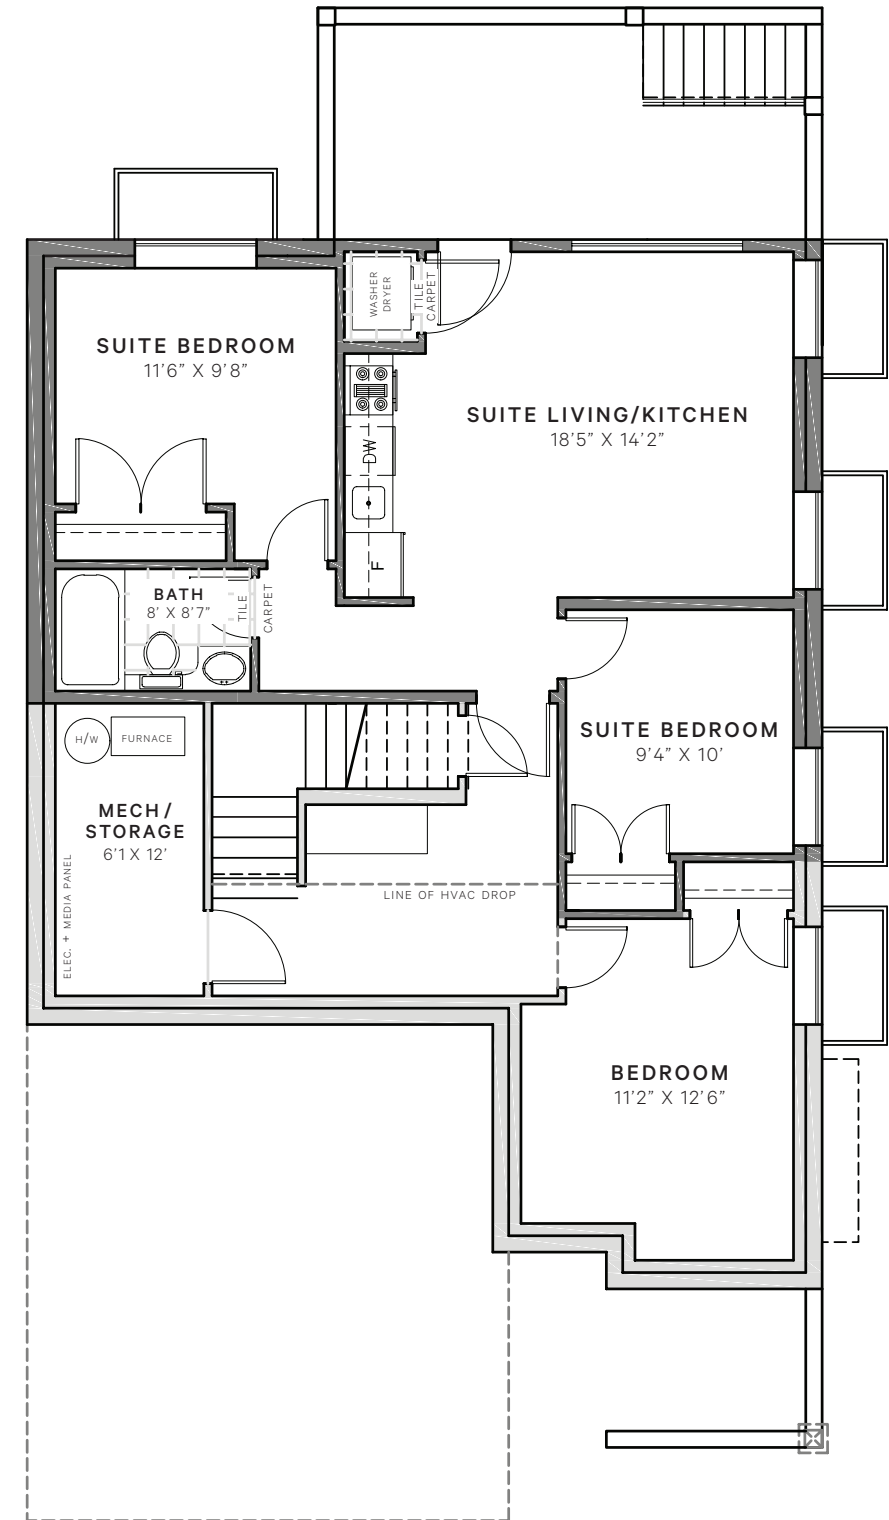 WASHER
DRYER
TILE
CARPET
SUITE BEDROOM
11’6” X 9’8”
SUITE LIVING/KITCHEN
18’5” X 14’2”
DW
F
BATH
8’ X 8’7”
TILE
CARPET
SUITE BEDROOM
9’4” X 10’
H/W
FURNACE
MECH/
STORAGE
6’1 X 12’
ELEC. + MEDIA PANEL
LINE OF HVAC DROP
BEDROOM
11’2” X 12’6”